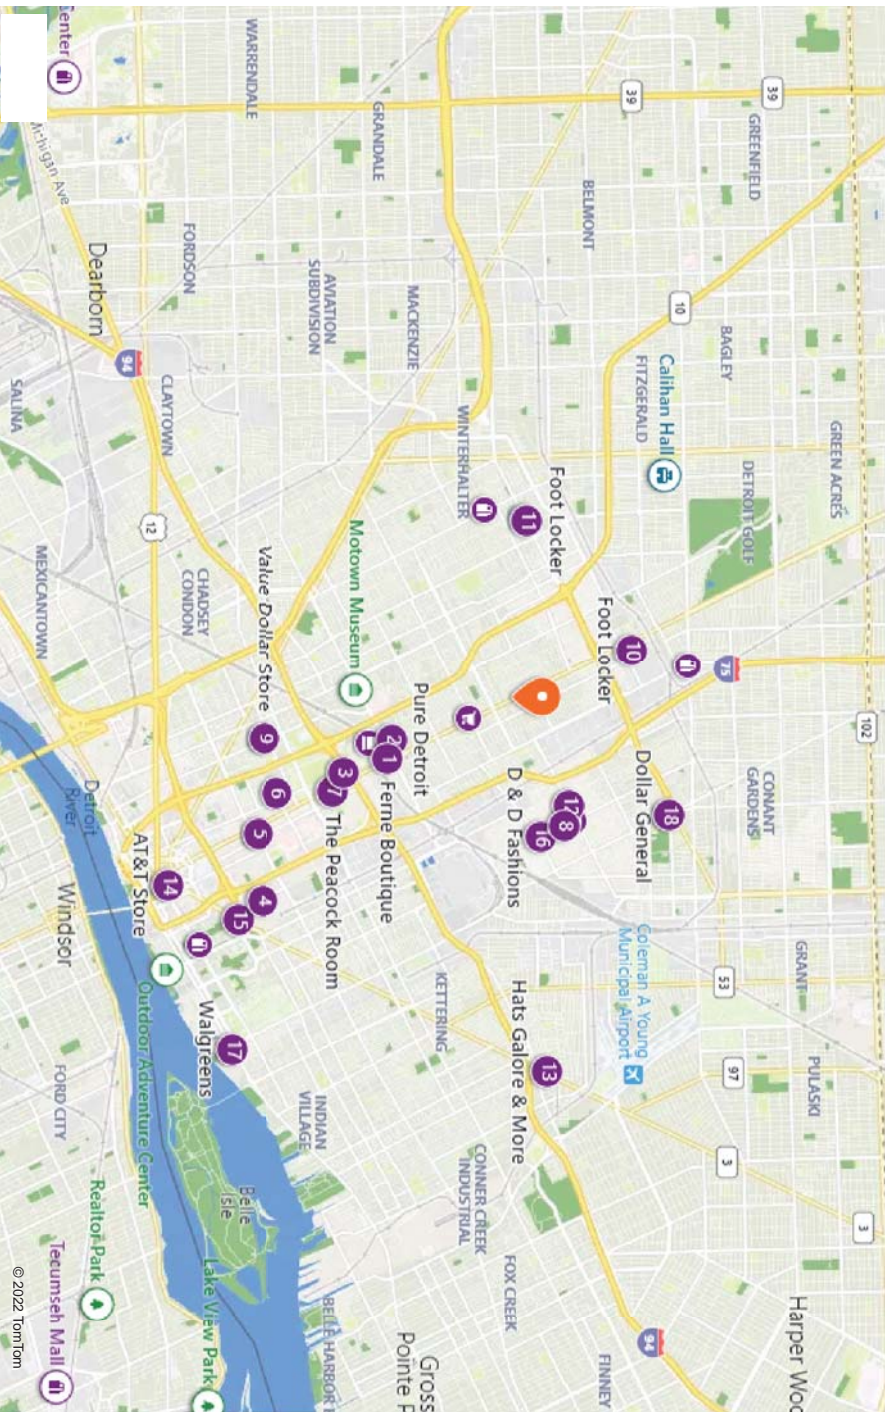 GREEN ACRES
102
3
Harper Woo
GREENFIELD
39
BAGLEY
DETROIT GOLF
CONANT
GARDENS
GRANT
PULASKI
10
75
53
97
3
Calihan Hall
FITZGERALD
18
Dollar General
Coleman A Young
Municipal Airport
94
39
BELMONT
Foot Locker
10
Foot Locker
FINNEY
11
12
8
16
D & D Fashions
13
Hats Galore & More
FOX CREEK
WINTERHALTER
CONNER CREEK
INDUSTRIAL
KETTERING
MACKENZIE
Pure Detroit
Gross
Pointe P
GRANDALE
2
1
Ferne Boutique
Motown Museum
AVIATION
SUBDIVISION
3
7
The Peacock Room
INDIAN
VILLAGE
BELLE HARBOR
Value Dollar Store
9
6
5
4
15
WARRENDALE
17
Walgreens
Belle
Isle
FORDSON
CHADSEY
CONDON
Lake View Park
CLAYTOWN
12
14
AT&T Store
Outdoor Adventure Center
94
Dearborn
Detroit
River
Realtor Park
Windsor
FORD CITY
enter
Michigan Ave
MEXICANTOWN
Tecumseh Mall
SALINA
© 2022 TomTom